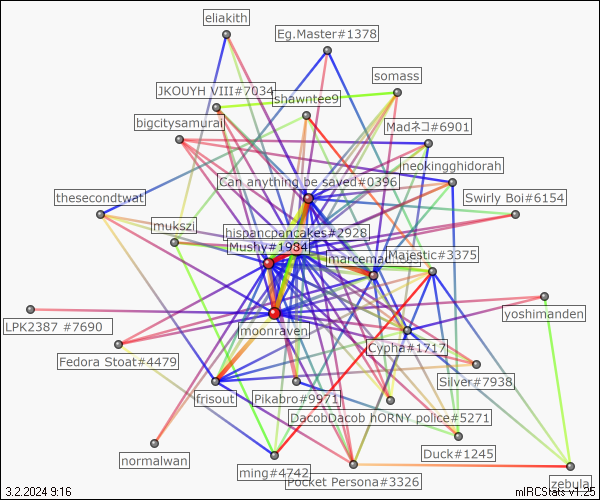 eliakith
Eg.Master#1378
somass
JKOUYH VIII#7034
shawntee9
bigcitysamurai
Madネコ#6901
neokingghidorah
Can anything be saved#0396
thesecondtwat
Swirly Boi#6154
mukszi
hispancpancakes#2928
Mushy#1984
Majestic#3375
yoshimanden
LPK2387 #7690
moonraven
Cypha#1717
Fedora Stoat#4479
Silver#7938
frisout
Pikabro#9971
DacobDacob hORNY police#5271
normalwan
Duck#1245
ming#4742
Pocket Persona#3326
zebula
3.2.2024 9:16
mIRCStats v1.25